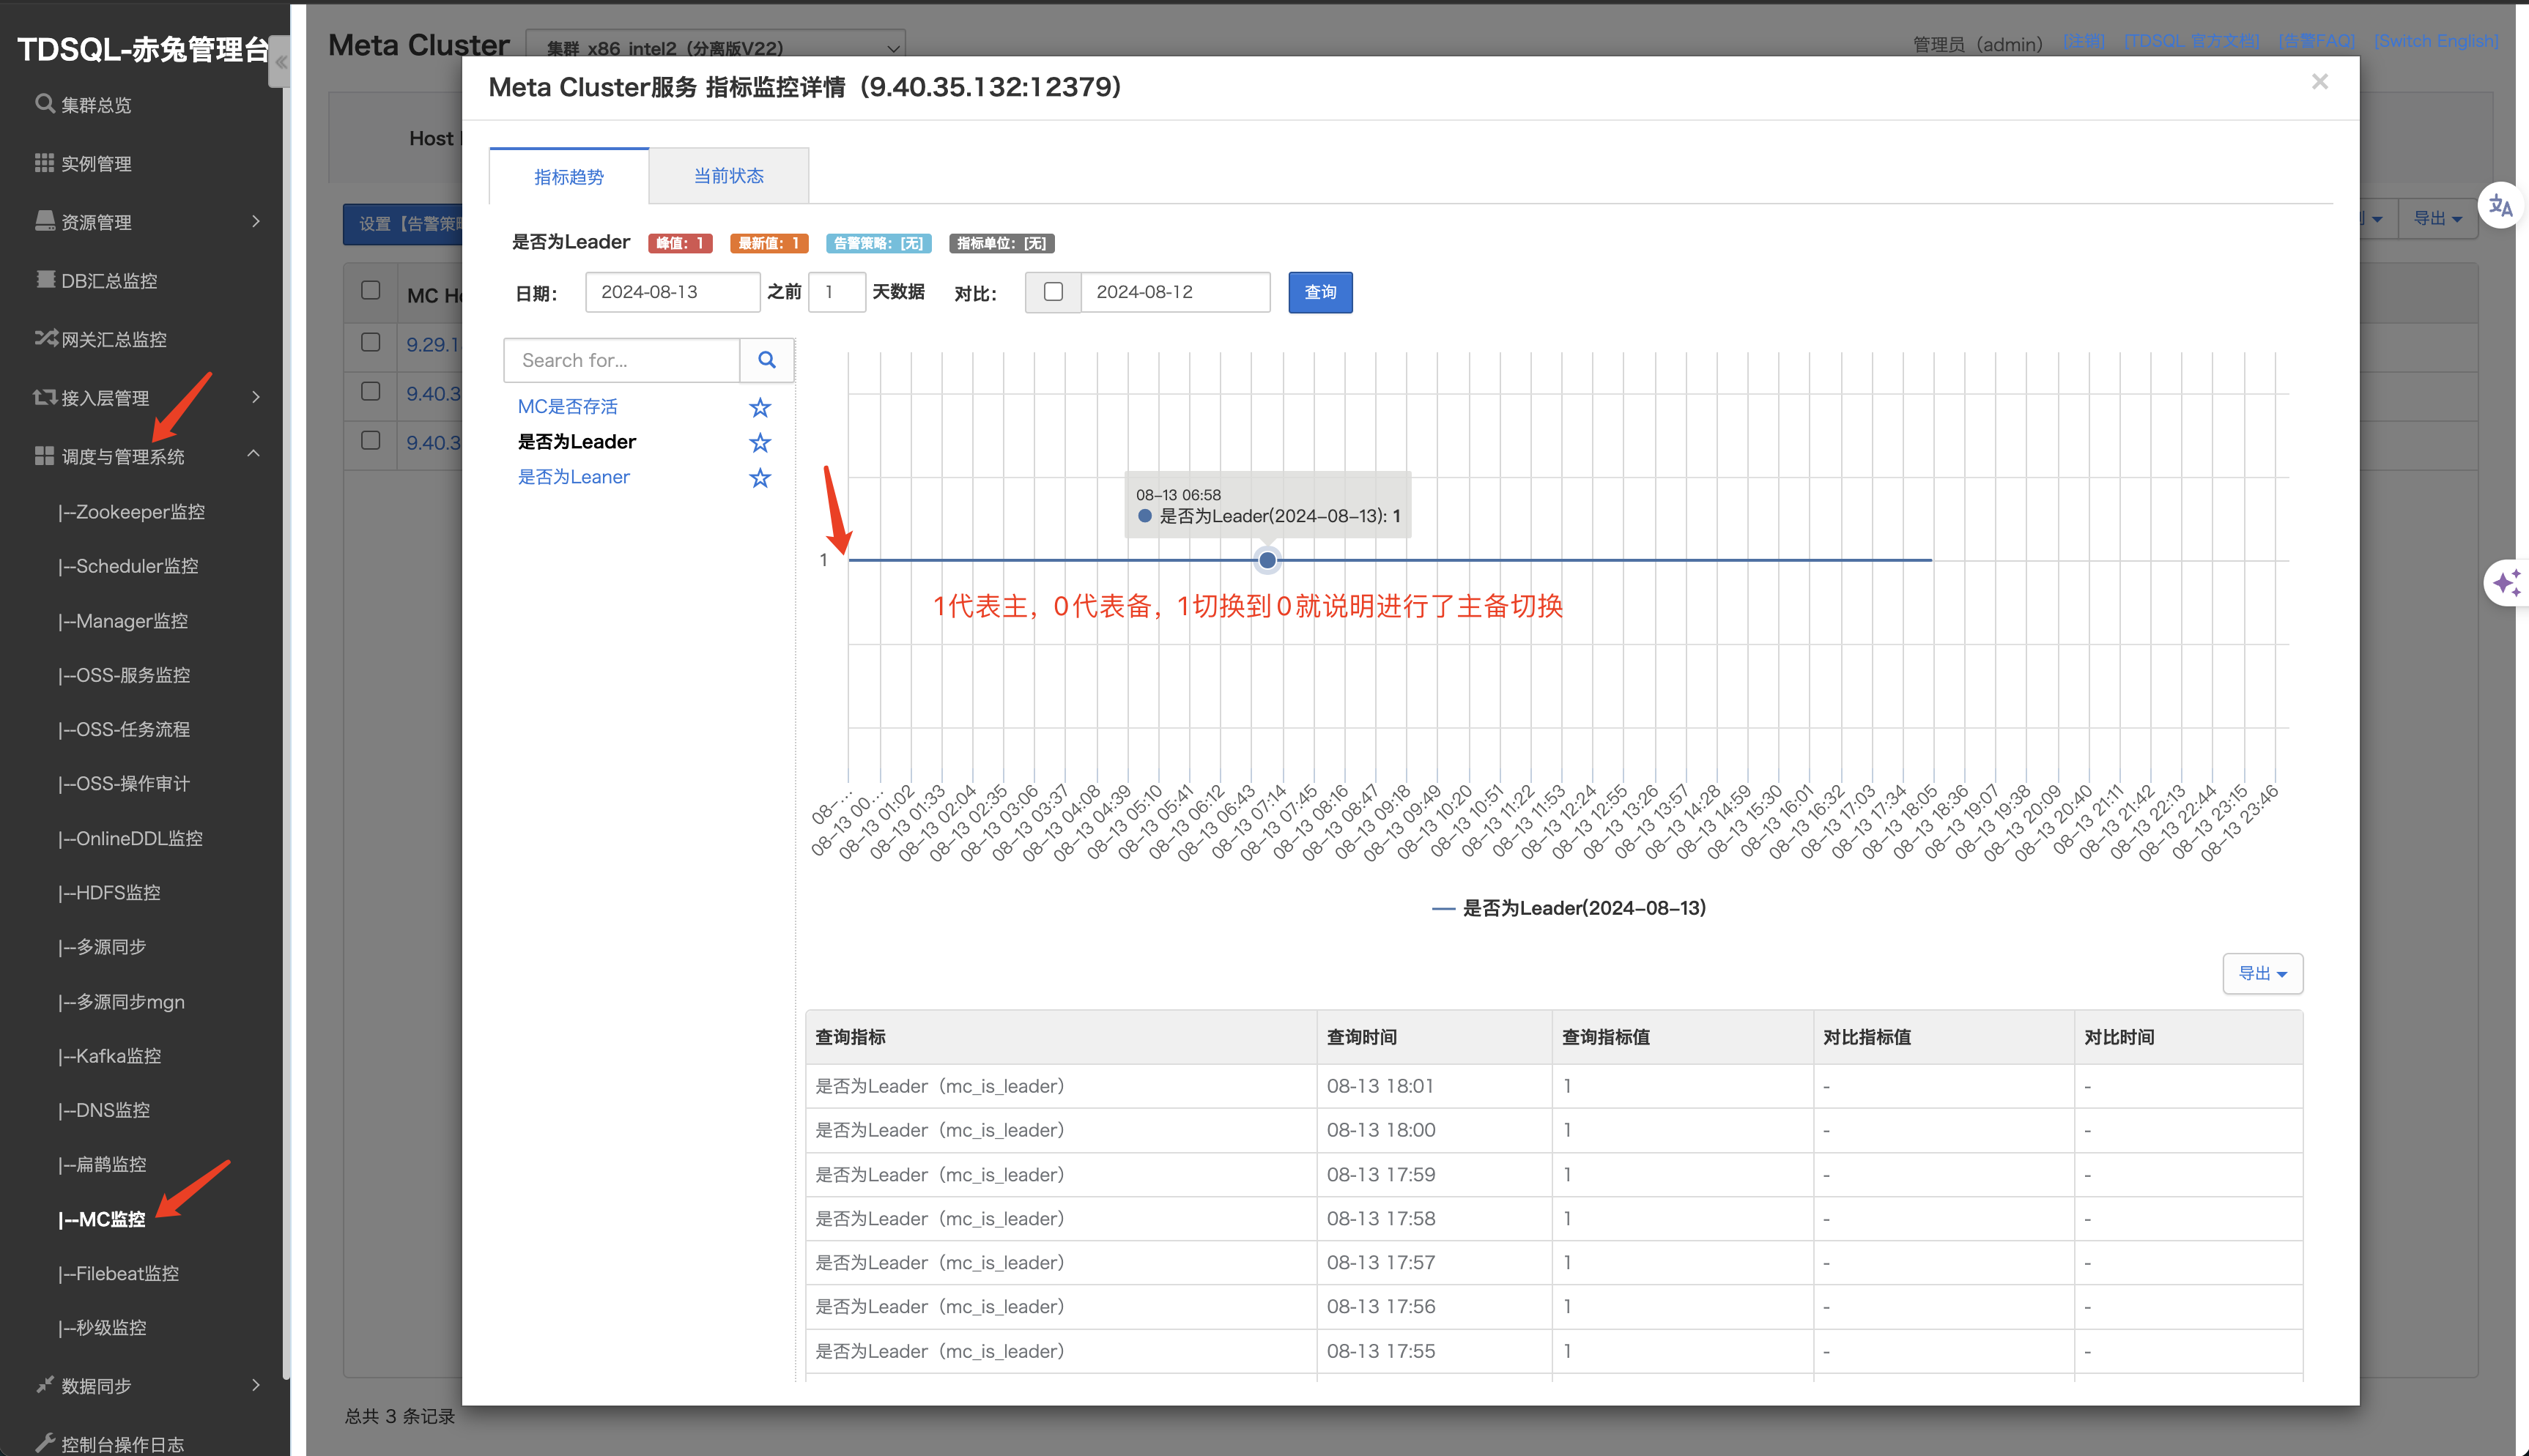 TDSQL-赤兔管理台
集群总览
实例管理
资源管理
DB汇总监控
网关汇总监控
接入层管理
调度与管理系统
|--Zookeeper监控
|--Scheduler监控
|--Manager监控
|--OSS-服务监控
|--OSS-任务流程
|--OSS-操作审计
|--OnlineDDL监控
|--HDFS监控
|--多源同步
|--多源同步mgn
|--Kafka监控
|--DNS监控
|--扁鹊监控
|--MC监控
|--Filebeat监控
|--秒级监控
数据同步
控制台操作日志
Meta Cluster 集群_x86_intel2（分离版V22）
管理员（admin） [注销] [TDSQL 官方文档] [告警FAQ] [Switch English]
Host
设置【告警策略
导出
MC Ho
9.29.1
9.40.3
9.40.3
总共 3 条记录
Meta Cluster服务 指标监控详情（9.40.35.132:12379）
指标趋势 当前状态
是否为Leader 峰值：1 最新值：1 告警策略：[无] 指标单位：[无]
日期： 2024-08-13 之前 1 天数据 对比： 2024-08-12 查询
Search for...
MC是否存活
是否为Leader
是否为Leaner
08-13 06:58
是否为Leader(2024-08-13): 1
1
1代表主，0代表备，1切换到0就说明进行了主备切换
08-...
08-13 00...
08-13 01:02
08-13 01:33
08-13 02:04
08-13 02:35
08-13 03:06
08-13 03:37
08-13 04:08
08-13 04:39
08-13 05:10
08-13 05:41
08-13 06:12
08-13 06:43
08-13 07:14
08-13 07:45
08-13 08:16
08-13 08:47
08-13 09:18
08-13 09:49
08-13 10:20
08-13 10:51
08-13 11:22
08-13 11:53
08-13 12:24
08-13 12:55
08-13 13:26
08-13 13:57
08-13 14:28
08-13 14:59
08-13 15:30
08-13 16:01
08-13 16:32
08-13 17:03
08-13 17:34
08-13 18:05
08-13 18:36
08-13 19:07
08-13 19:38
08-13 20:09
08-13 20:40
08-13 21:11
08-13 21:42
08-13 22:13
08-13 22:44
08-13 23:15
08-13 23:46
是否为Leader(2024-08-13)
导出
查询指标 查询时间 查询指标值 对比指标值 对比时间
是否为Leader（mc_is_leader） 08-13 18:01 1 - -
是否为Leader（mc_is_leader） 08-13 18:00 1 - -
是否为Leader（mc_is_leader） 08-13 17:59 1 - -
是否为Leader（mc_is_leader） 08-13 17:58 1 - -
是否为Leader（mc_is_leader） 08-13 17:57 1 - -
是否为Leader（mc_is_leader） 08-13 17:56 1 - -
是否为Leader（mc_is_leader） 08-13 17:55 1 - -